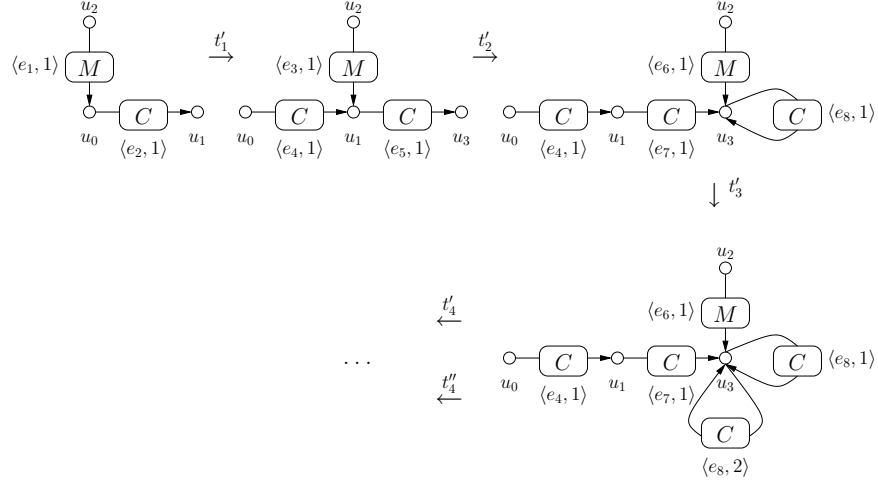 u₂ u₂ u₂
⟨e₁, 1⟩ M t′₁ ⟨e₃, 1⟩ M t′₂ ⟨e₆, 1⟩ M
C C C C C C ⟨e₈, 1⟩
u₀ u₁ u₀ u₁ u₃ u₀ u₁ u₃
⟨e₂, 1⟩ ⟨e₄, 1⟩ ⟨e₅, 1⟩ ⟨e₄, 1⟩ ⟨e₇, 1⟩
t′₃
u₂
t′₄ ⟨e₆, 1⟩ M
... C C C ⟨e₈, 1⟩
t″₄ u₀ u₁ u₃
⟨e₄, 1⟩ ⟨e₇, 1⟩
C
⟨e₈, 2⟩